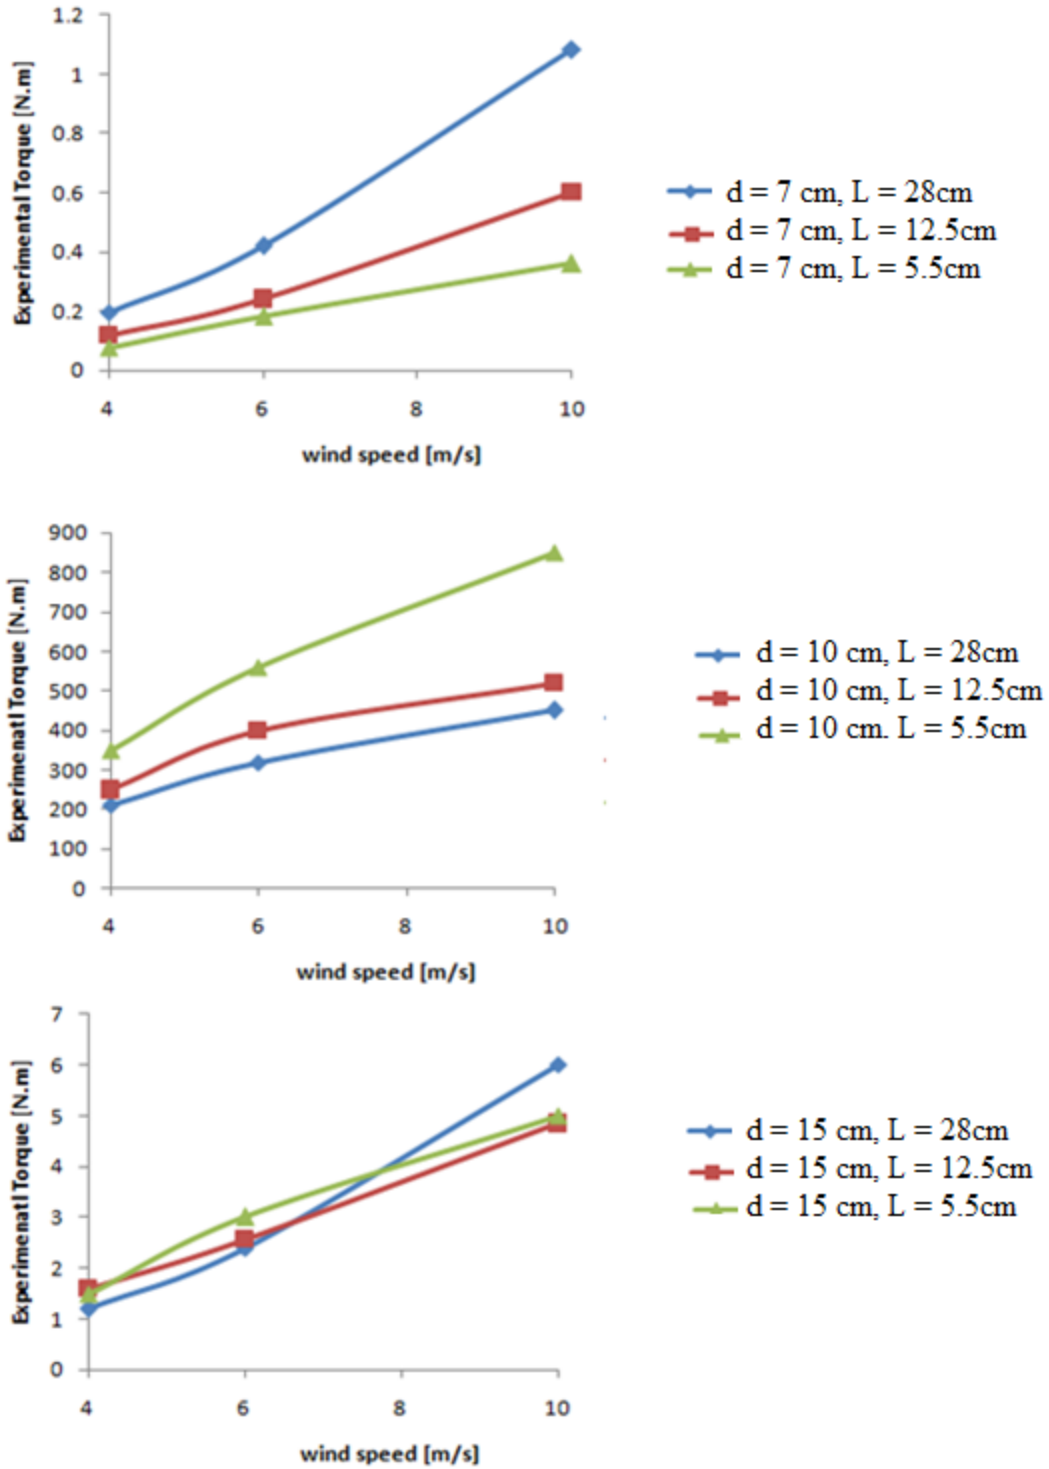 1.2
1
0.8
0.6
0.4
0.2
0
Experimental Torque [N.m]
4 6 8 10
wind speed [m/s]
d = 7 cm, L = 28cm
d = 7 cm, L = 12.5cm
d = 7 cm, L = 5.5cm
900
800
700
600
500
400
300
200
100
0
Experimenatl Torque [N.m]
4 6 8 10
wind speed [m/s]
d = 10 cm, L = 28cm
d = 10 cm, L = 12.5cm
d = 10 cm. L = 5.5cm
7
6
5
4
3
2
1
0
Experimenatl Torque [N.m]
4 6 8 10
wind speed [m/s]
d = 15 cm, L = 28cm
d = 15 cm, L = 12.5cm
d = 15 cm, L = 5.5cm